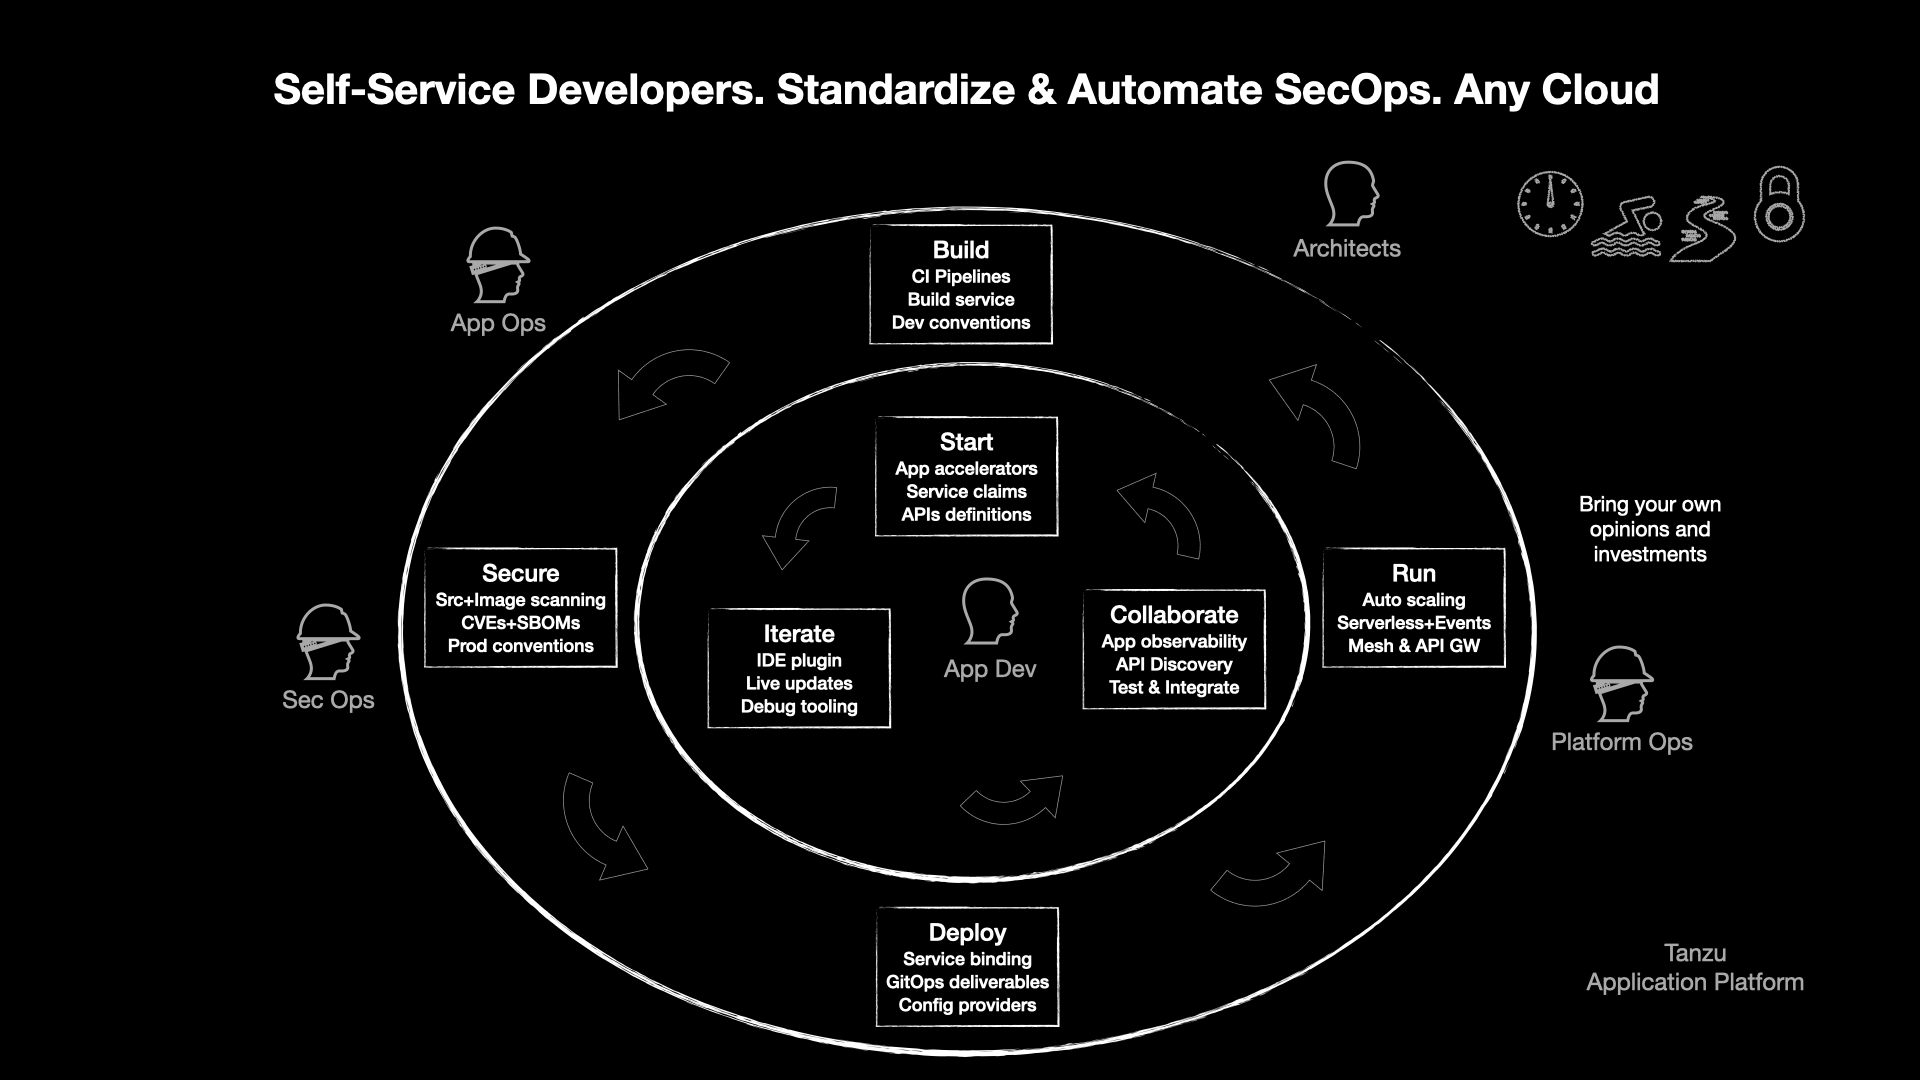 Self-Service Developers. Standardize & Automate SecOps. Any Cloud
Architects
App Ops
Build
CI Pipelines
Build service
Dev conventions
Start
App accelerators
Service claims
APIs definitions
Bring your own
opinions and
investments
Secure
Src+Image scanning
CVEs+SBOMs
Prod conventions
Iterate
IDE plugin
Live updates
Debug tooling
App Dev
Collaborate
App observability
API Discovery
Test & Integrate
Run
Auto scaling
Serverless+Events
Mesh & API GW
Sec Ops
Platform Ops
Deploy
Service binding
GitOps deliverables
Config providers
Tanzu
Application Platform